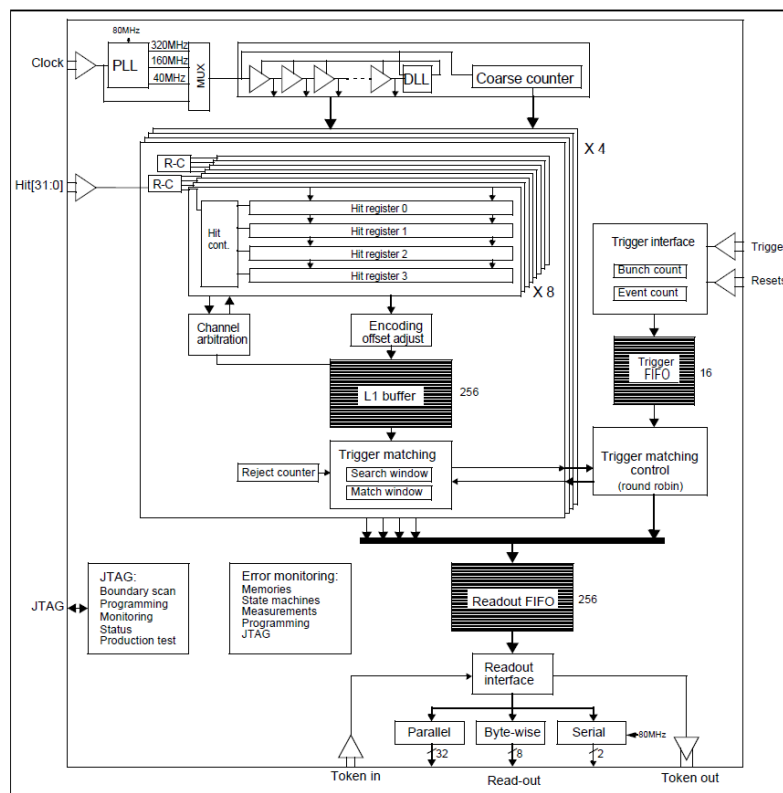 80MHz
Clock
PLL
320MHz
160MHz
40MHz
MUX
DLL
Coarse counter
X 4
R-C
Hit[31:0]
R-C
Hit register 0
Hit
cont.
Hit register 1
Hit register 2
Hit register 3
X 8
Trigger interface
Bunch count
Event count
Trigge
Resets
Channel
arbitration
Encoding
offset adjust
Trigger
FIFO
16
L1 buffer
256
Trigger matching
Search window
Match window
Reject counter
Trigger matching
control
(round robin)
JTAG
JTAG:
Boundary scan
Programming
Monitoring
Status
Production test
Error monitoring:
Memories
State machines
Measurements
Programming
JTAG
Readout FIFO
256
Readout
interface
Parallel
Byte-wise
Serial
80MHz
32
8
2
Token in
Read-out
Token out